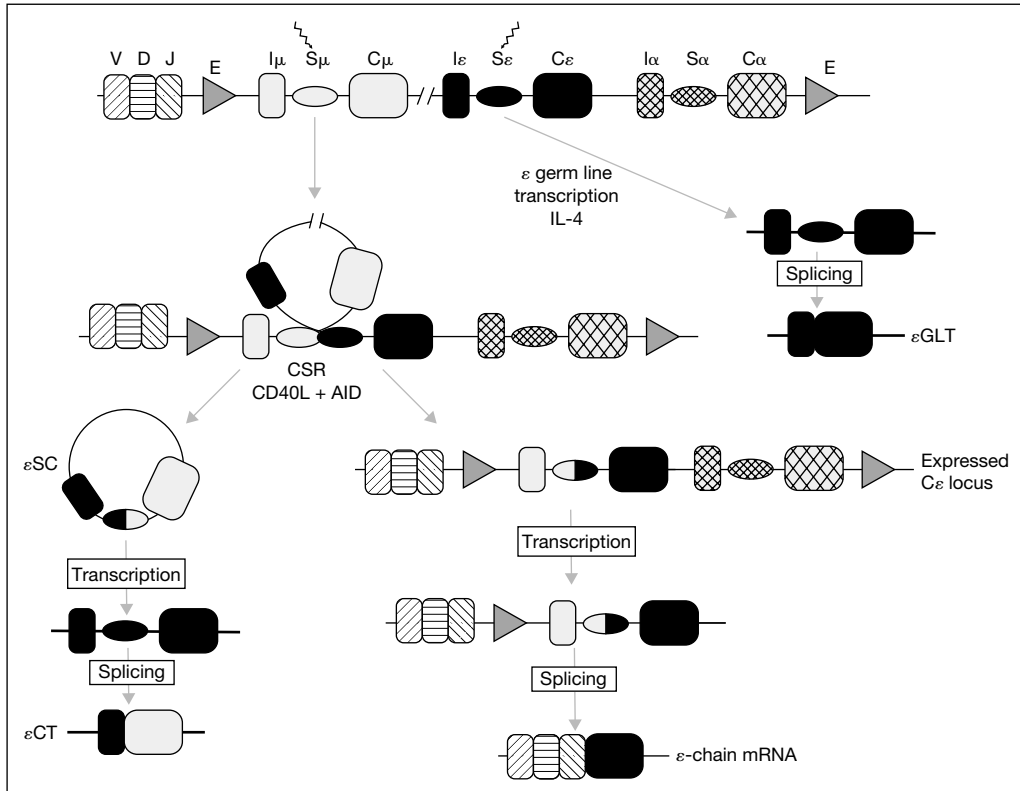 V D J E Iμ Sμ Cμ Iε Sε Cε Iα Sα Cα E
ε germ line
transcription
IL-4
Splicing
εGLT
CSR
CD40L + AID
εSC
Expressed
Cε locus
Transcription
Transcription
Splicing
Splicing
εCT
ε-chain mRNA